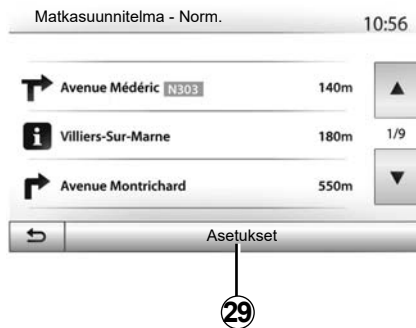 Matkasuunnitelma - Norm. 10:56
Avenue Médéric N303 140m
Villiers-Sur-Marne 180m
1/9
Avenue Montrichard 550m
Asetukset
29